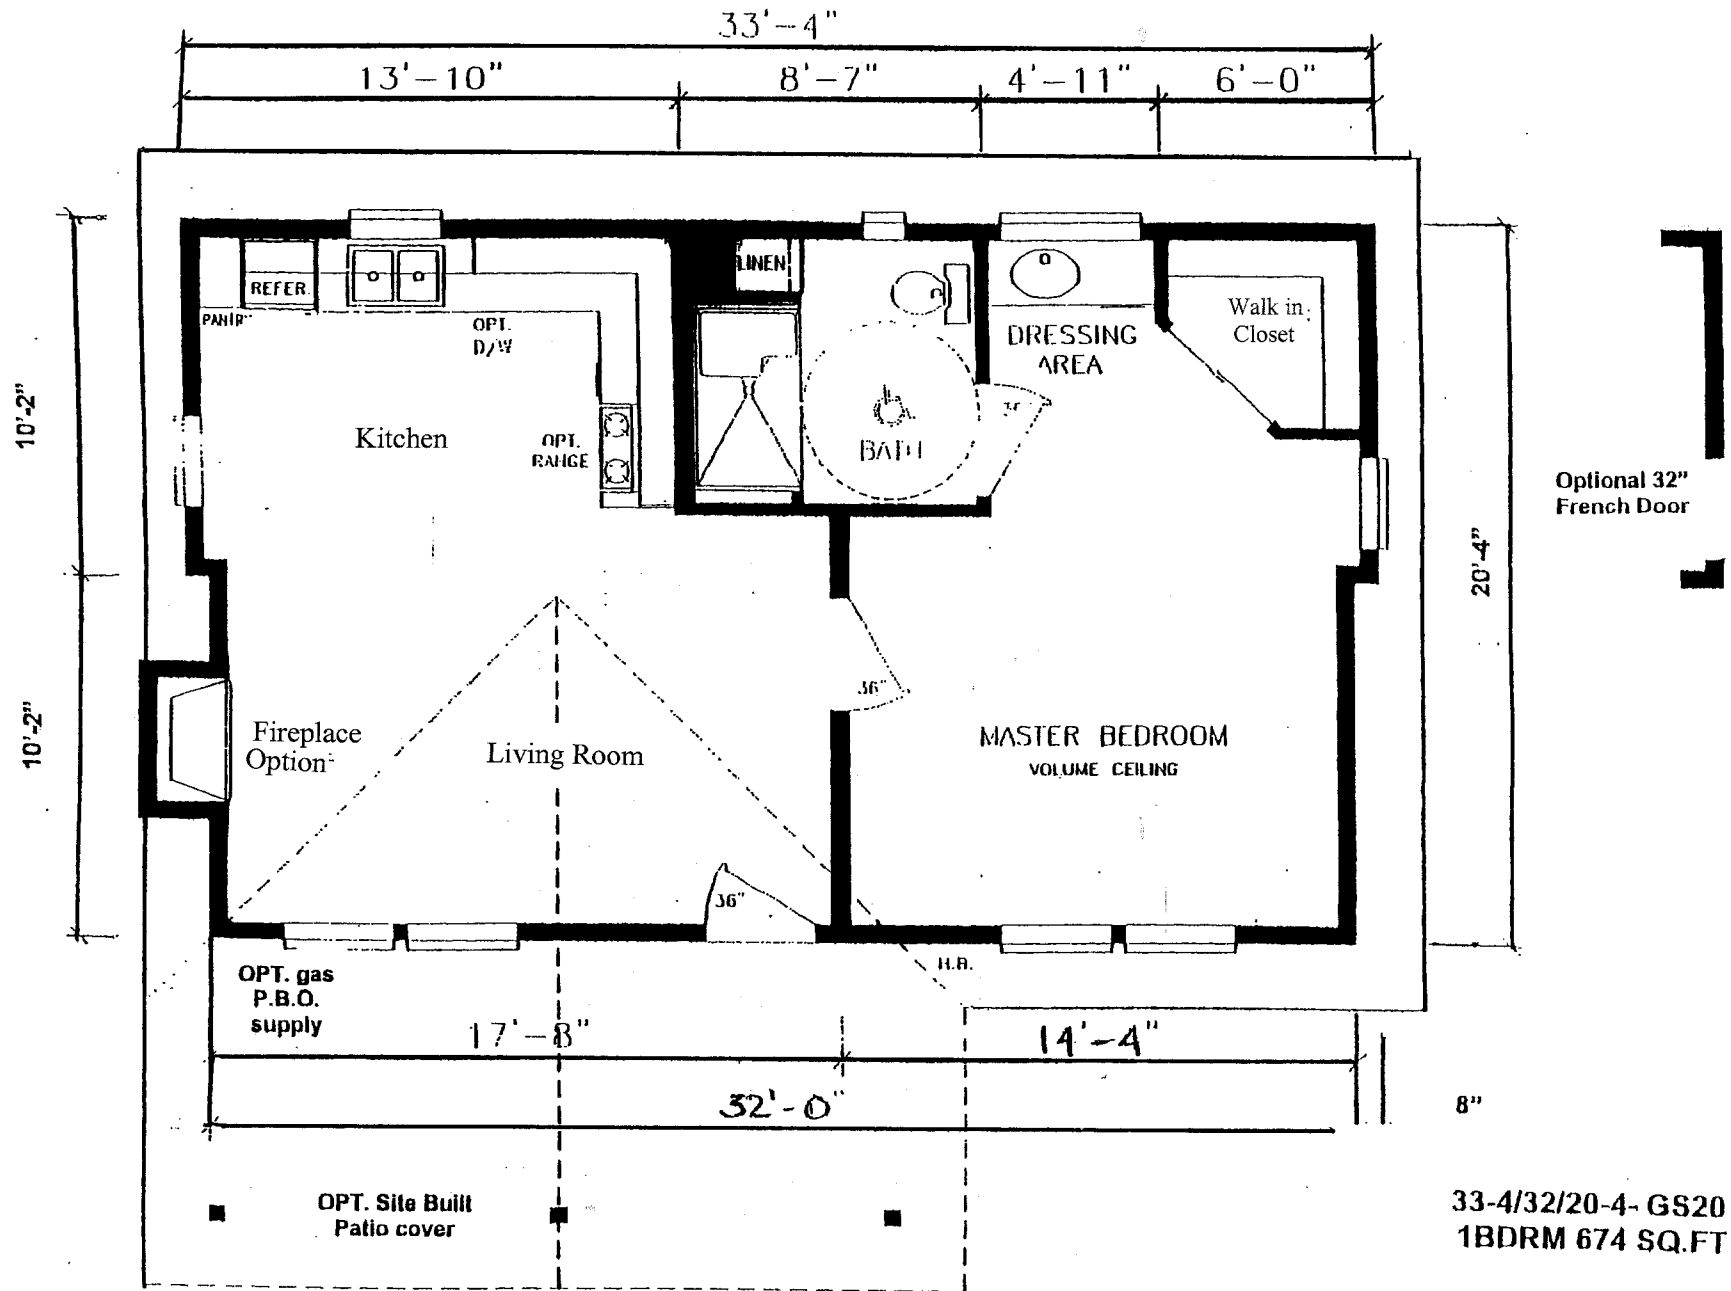 33'-4"
13'-10"
8'-7"
4'-11"
6'-0"
LINEN
REFER.
OPT.
D/W
Walk in
Closet
DRESSING
AREA
10'-2"
Kitchen
OPT.
RANGE
BATH
Optional 32"
French Door
20'-4"
36"
10'-2"
Fireplace
Option
Living Room
MASTER BEDROOM
VOLUME CEILING
36"
OPT. gas
P.B.O.
supply
H.B.
17'-8"
14'-4"
32'-0"
8"
OPT. Site Built
Patio cover
33-4/32/20-4- GS20
1BDRM 674 SQ.FT